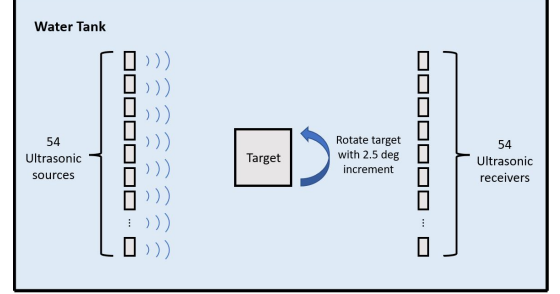 Water Tank
54
Ultrasonic
sources
Target
Rotate target
with 2.5 deg
increment
54
Ultrasonic
receivers